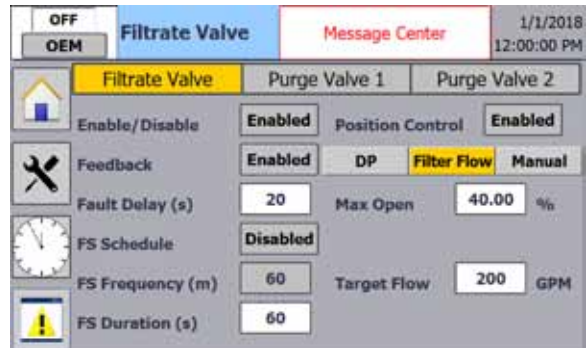 OFF
OEM
Filtrate Valve
Message Center
1/1/2018
12:00:00 PM
Filtrate Valve Purge Valve 1 Purge Valve 2
Enable/Disable Enabled Position Control Enabled
Feedback Enabled DP Filter Flow Manual
Fault Delay (s) 20 Max Open 40.00 %
FS Schedule Disabled
FS Frequency (m) 60 Target Flow 200 GPM
FS Duration (s) 60